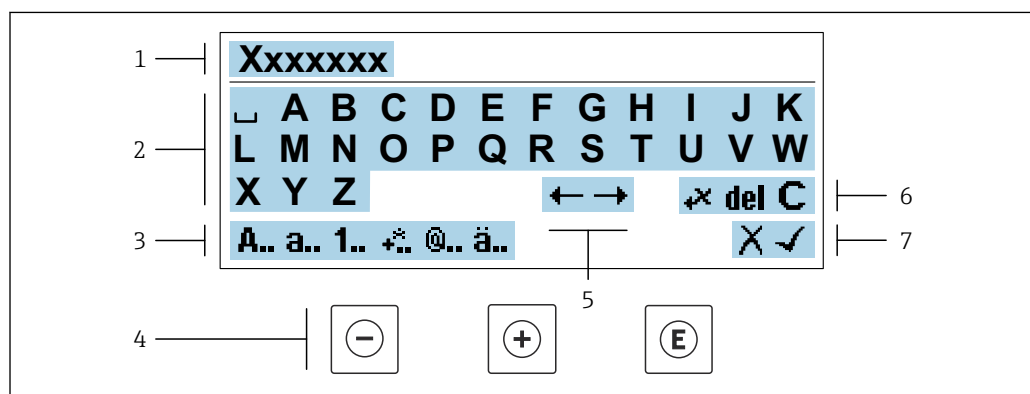 1
Xxxxxxx
2
␣ A B C D E F G H I J K
L M N O P Q R S T U V W
X Y Z ← → +x del C
6
3
A.. a.. 1.. +*.. @.. ä.. X ✓
7
5
4
− + E